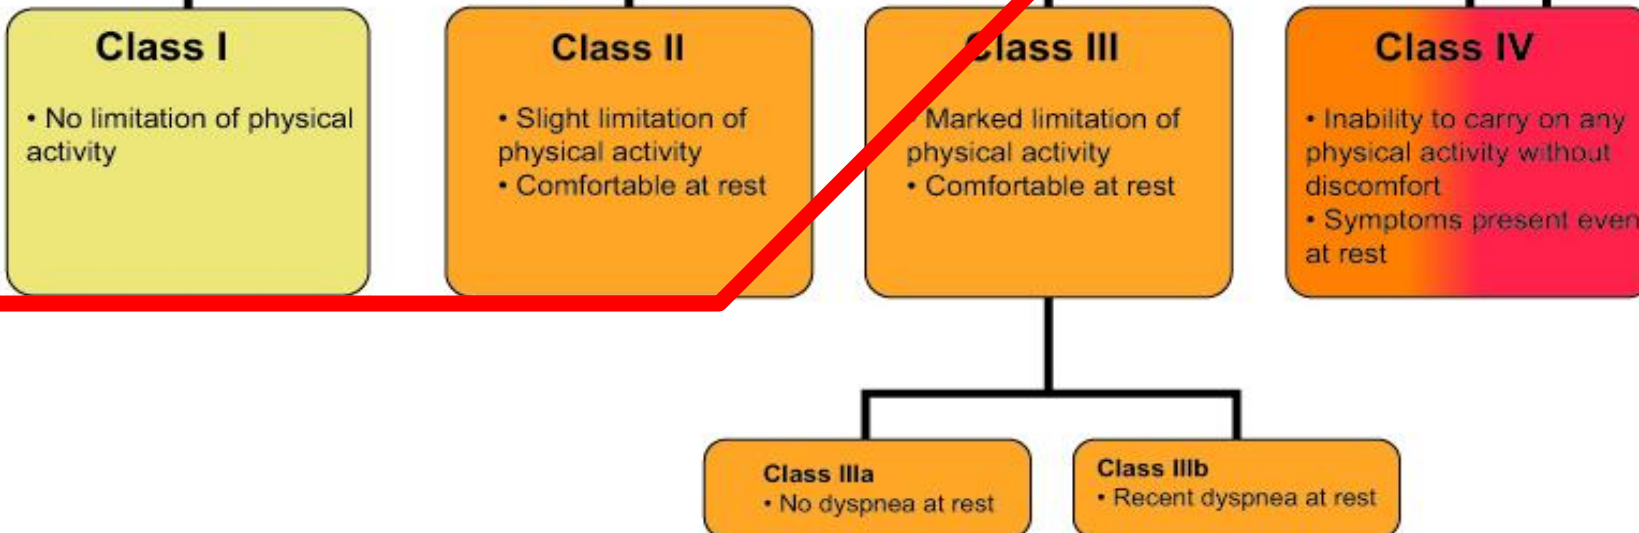 Class I
• No limitation of physical
activity
Class II
• Slight limitation of
physical activity
• Comfortable at rest
Class III
• Marked limitation of
physical activity
• Comfortable at rest
Class IV
• Inability to carry on any
physical activity without
discomfort
• Symptoms present even
at rest
Class IIIa
• No dyspnea at rest
Class IIIb
• Recent dyspnea at rest